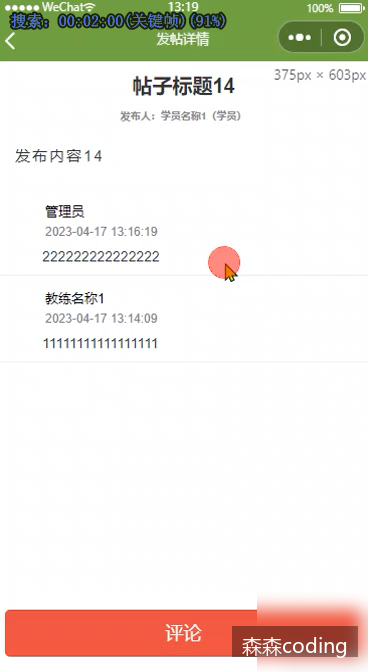 ●●●●● WeChat 13:19 100%
搜索: 00:02:00(关键帧)(91%)
发帖详情
375px × 603px
帖子标题14
发布人：学员名称1（学员）
发布内容14
管理员
2023-04-17 13:16:19
222222222222222
教练名称1
2023-04-17 13:14:09
11111111111111111
评论
森森coding